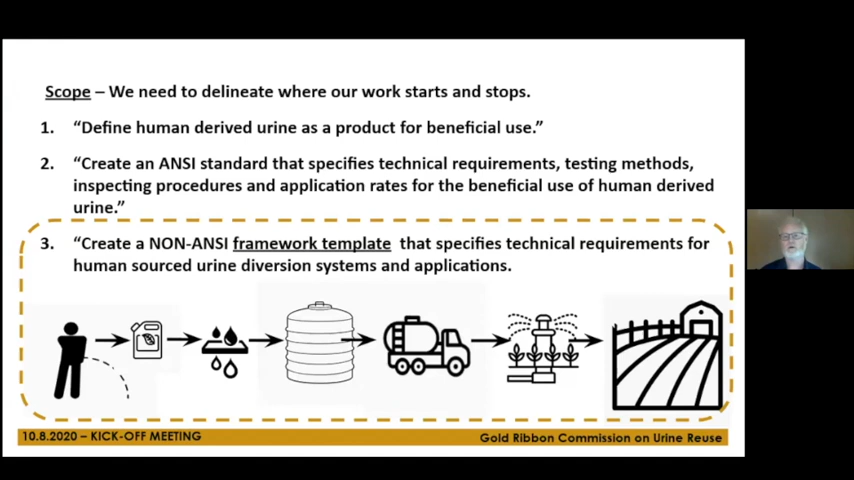 Scope – We need to delineate where our work starts and stops.
1. “Define human derived urine as a product for beneficial use.”
2. “Create an ANSI standard that specifies technical requirements, testing methods,
inspecting procedures and application rates for the beneficial use of human derived
urine.”
3. “Create a NON-ANSI framework template that specifies technical requirements for
human sourced urine diversion systems and applications.
10.8.2020 – KICK-OFF MEETING
Gold Ribbon Commission on Urine Reuse